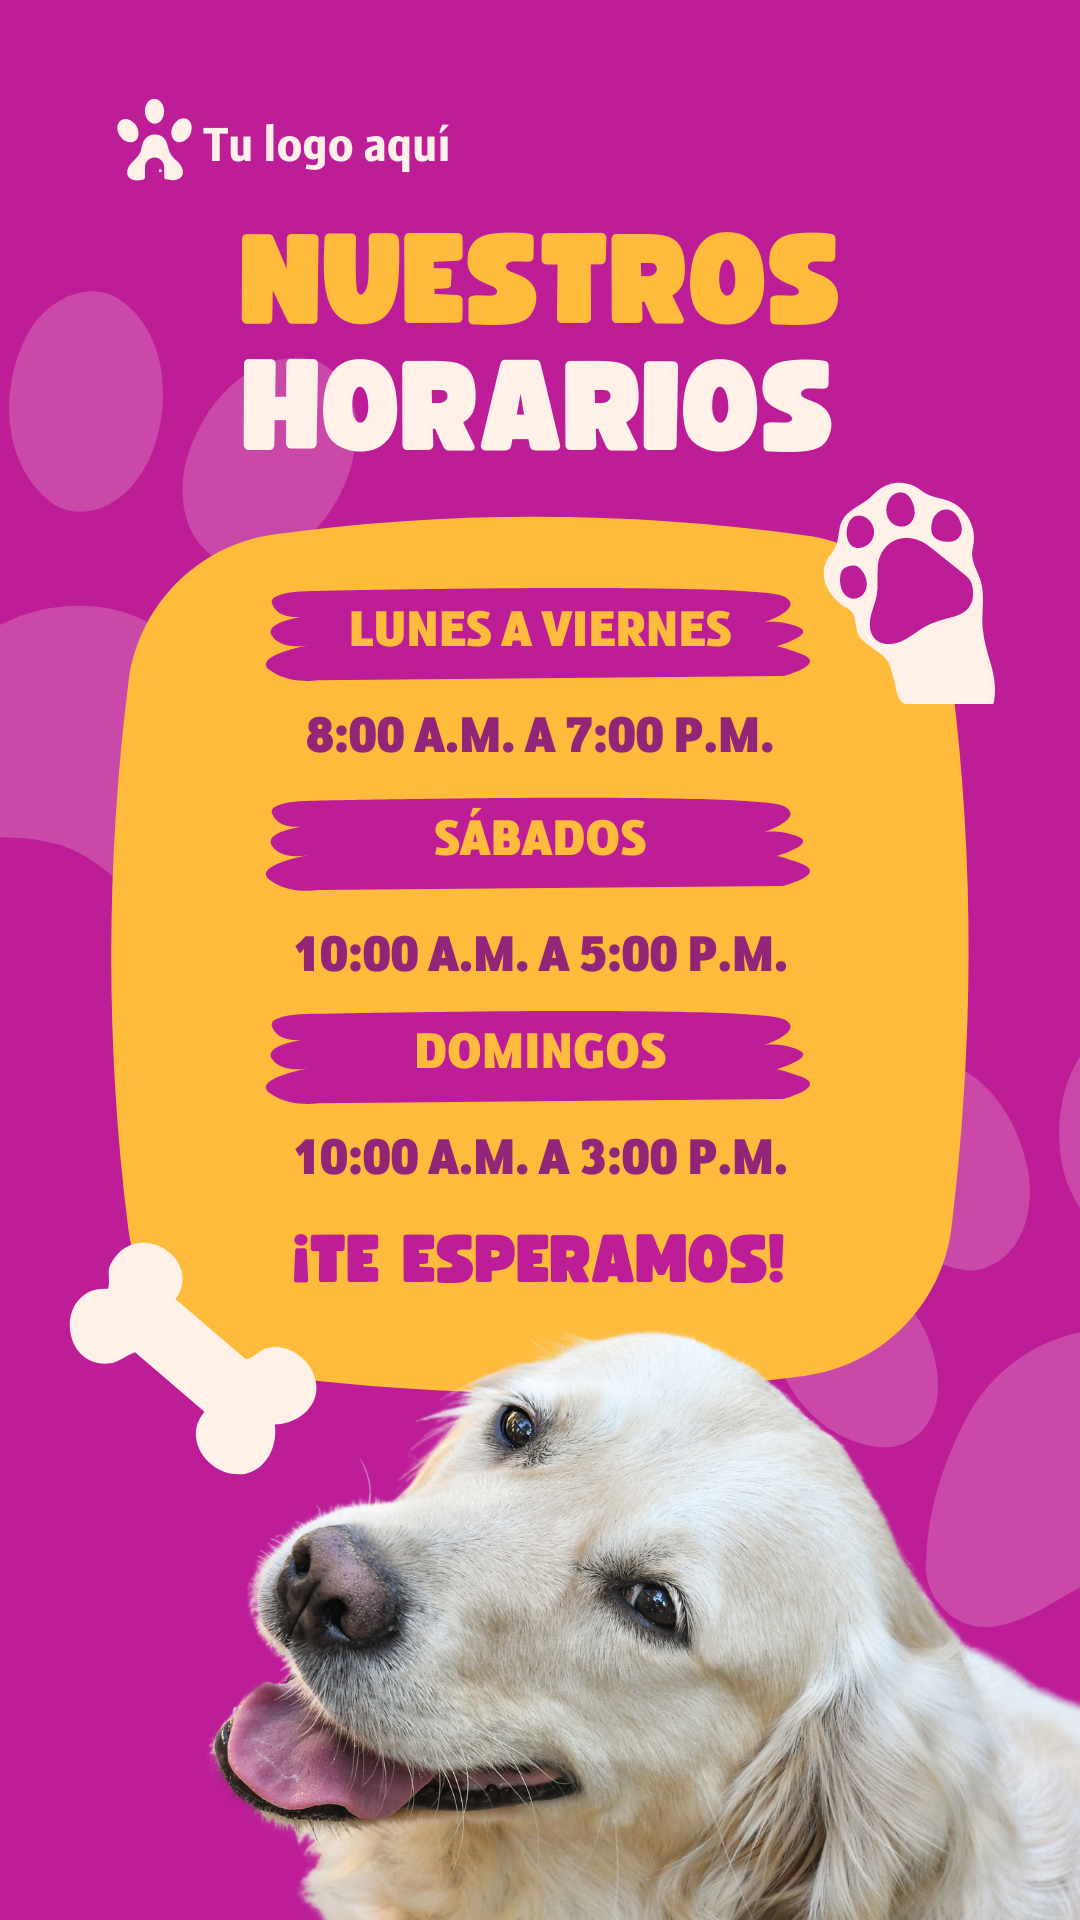 Tu logo aquí
NUESTROS
HORARIOS
LUNES A VIERNES
8:00 A.M. A 7:00 P.M.
SÁBADOS
10:00 A.M. A 5:00 P.M.
DOMINGOS
10:00 A.M. A 3:00 P.M.
¡TE ESPERAMOS!